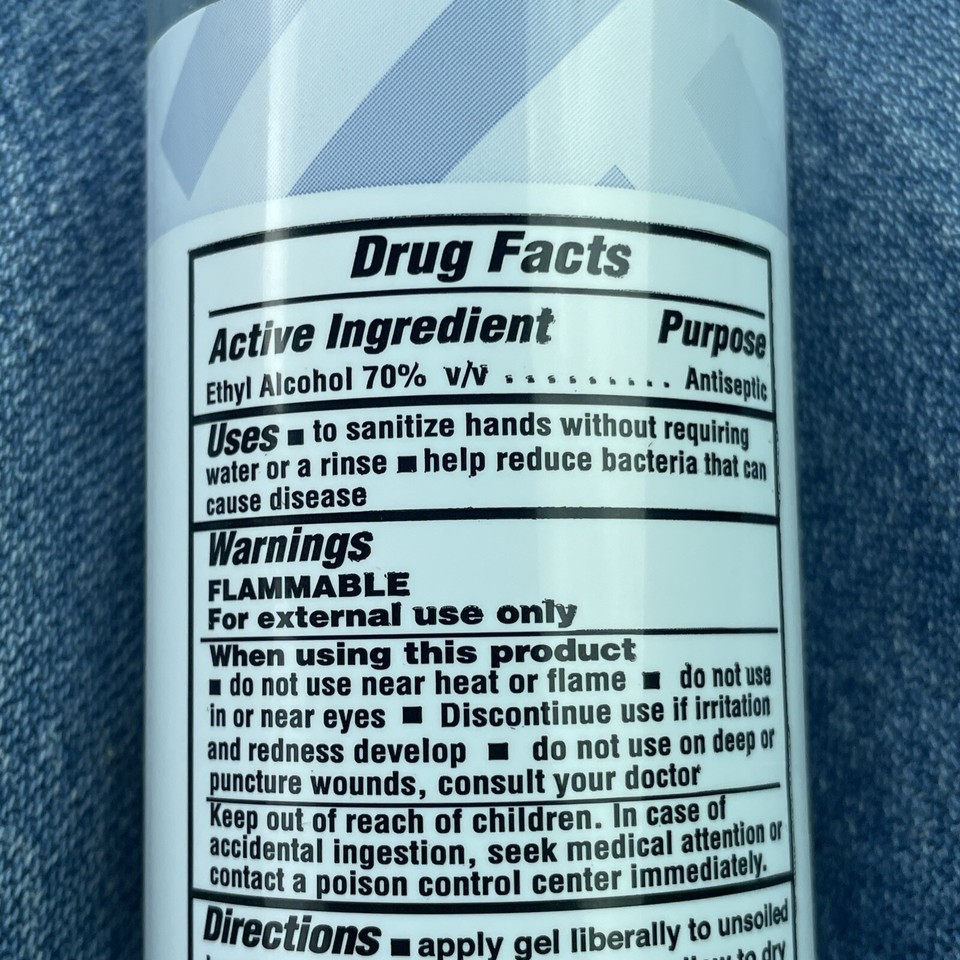 Drug Facts
Active Ingredient Purpose
Ethyl Alcohol 70% v/v .......... Antiseptic
Uses ■ to sanitize hands without requiring
water or a rinse ■ help reduce bacteria that can
cause disease
Warnings
FLAMMABLE
For external use only
When using this product
■ do not use near heat or flame ■ do not use
in or near eyes ■ Discontinue use if irritation
and redness develop ■ do not use on deep or
puncture wounds, consult your doctor
Keep out of reach of children. In case of
accidental ingestion, seek medical attention or
contact a poison control center immediately.
Directions ■ apply gel liberally to unsoiled
to dry